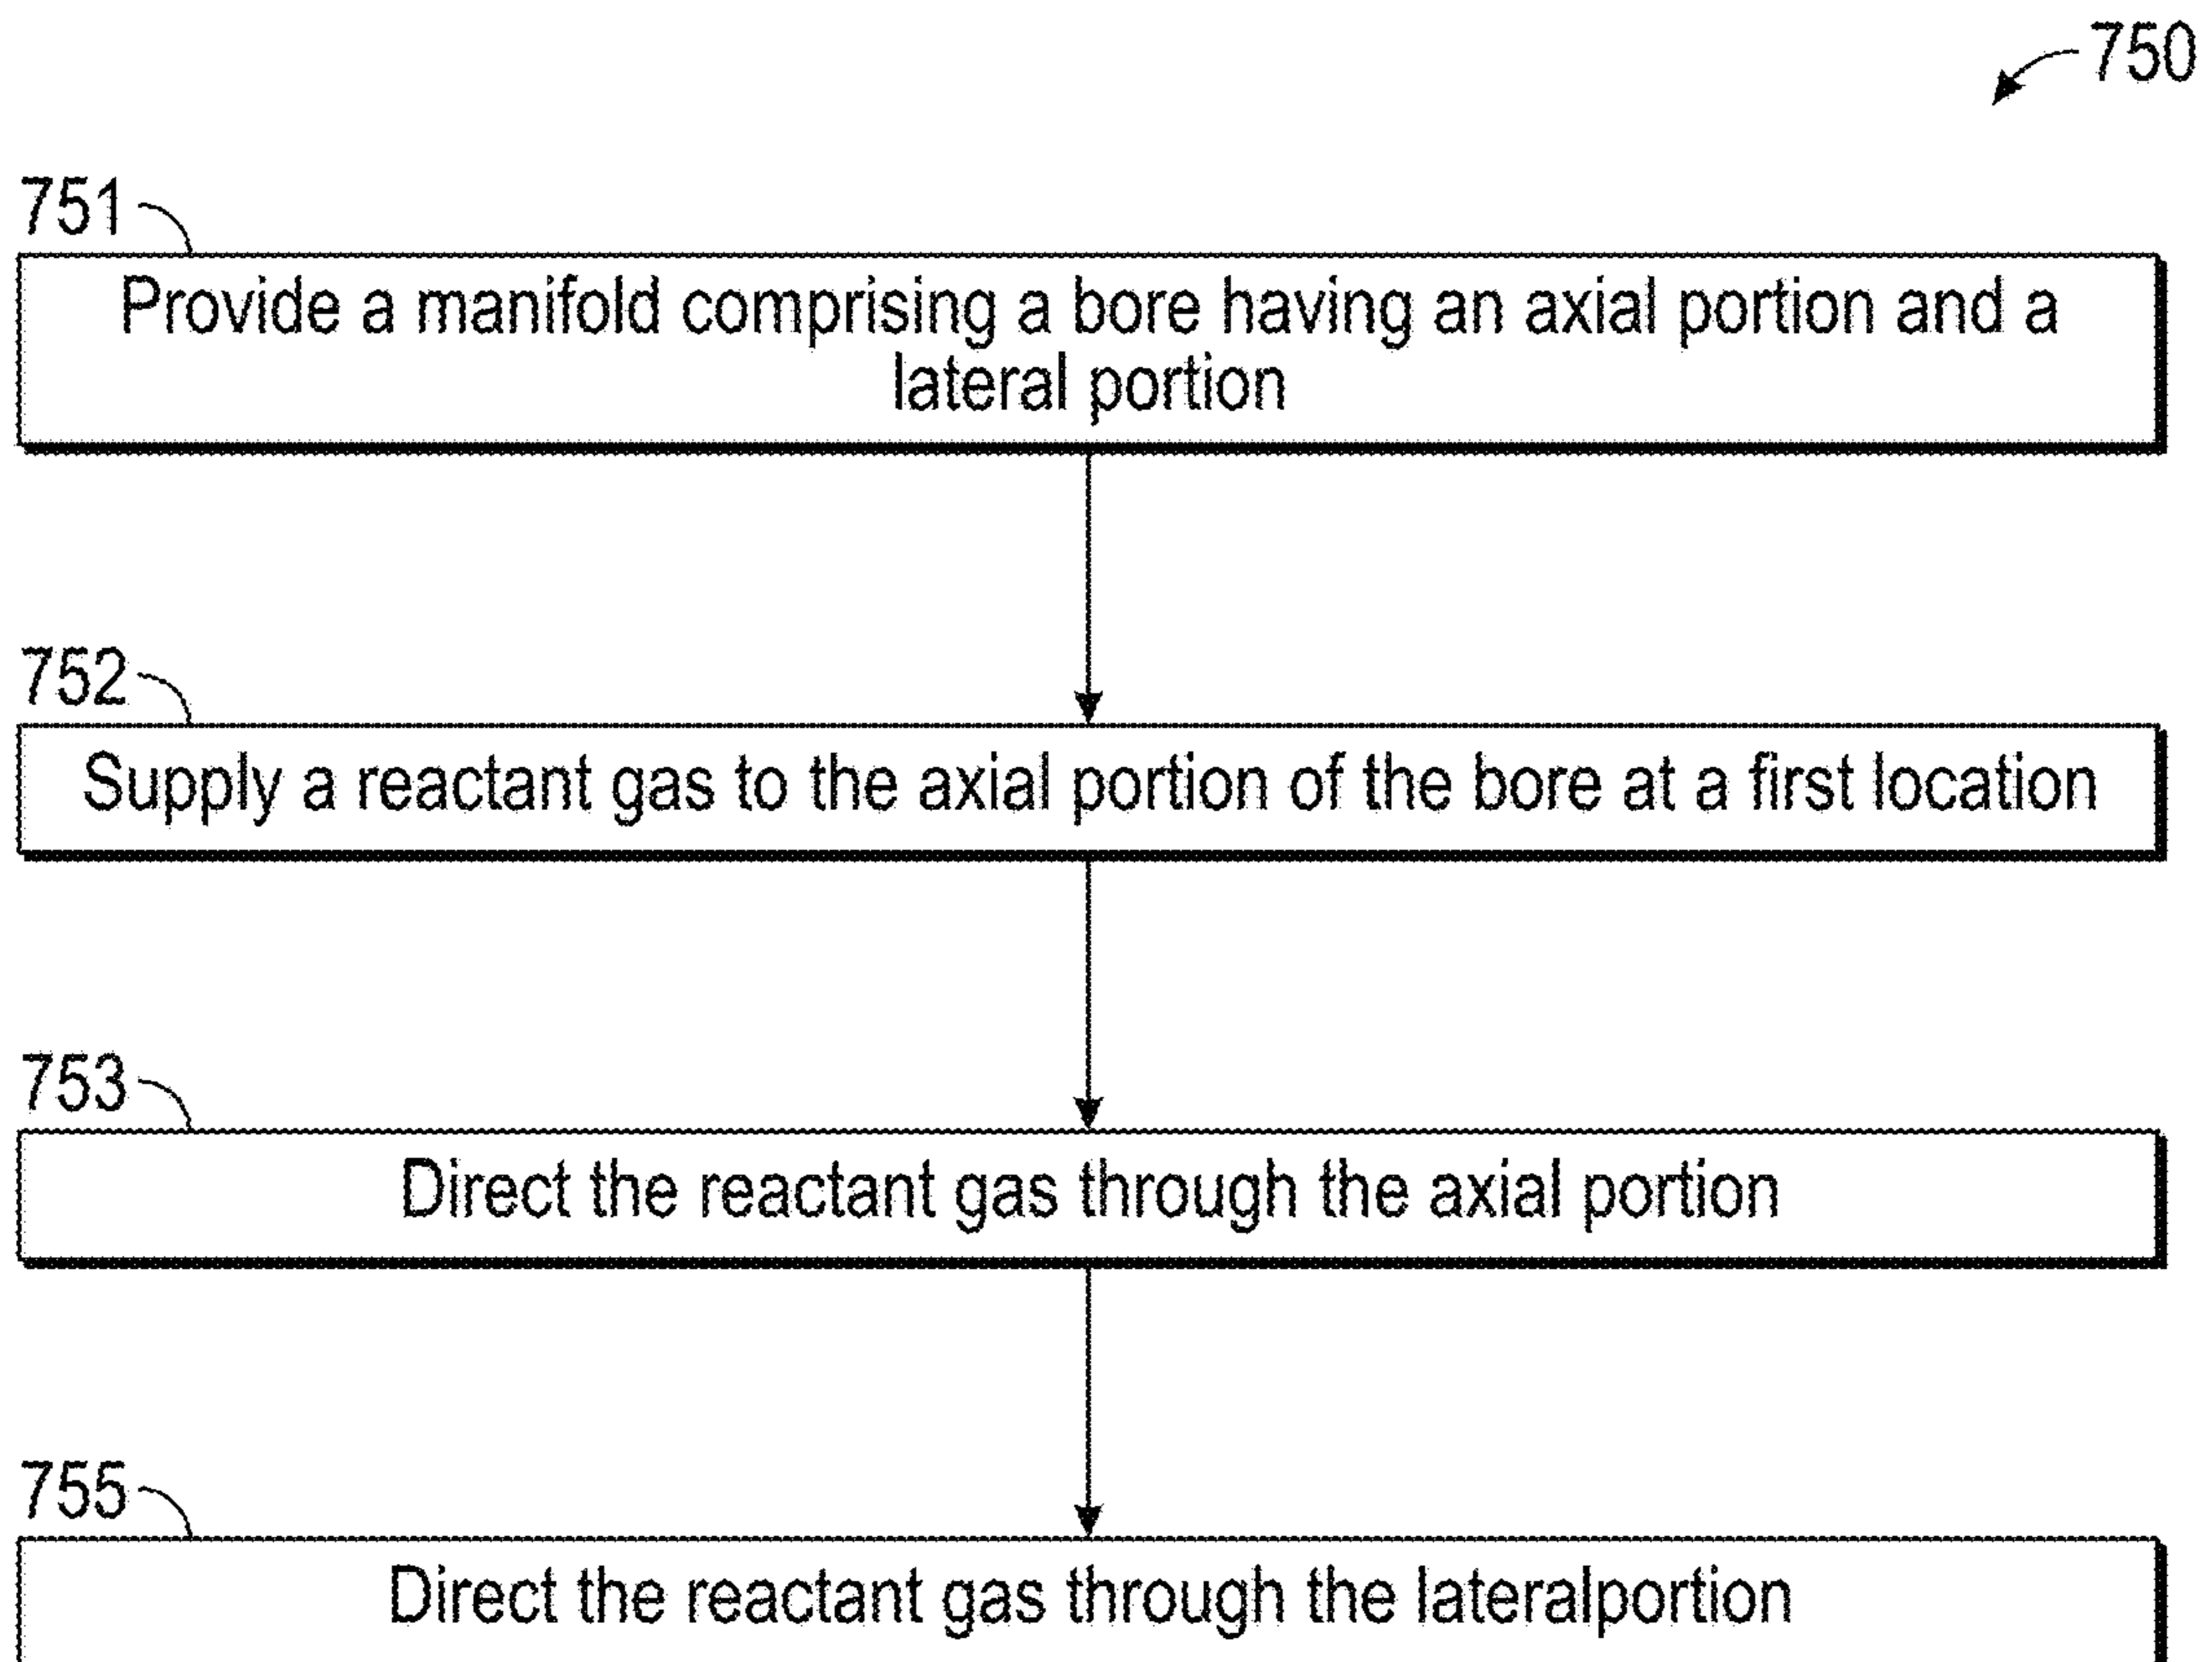 750
751
Provide a manifold comprising a bore having an axial portion and a
lateral portion
752
Supply a reactant gas to the axial portion of the bore at a first location
753
Direct the reactant gas through the axial portion
755
Direct the reactant gas through the lateralportion